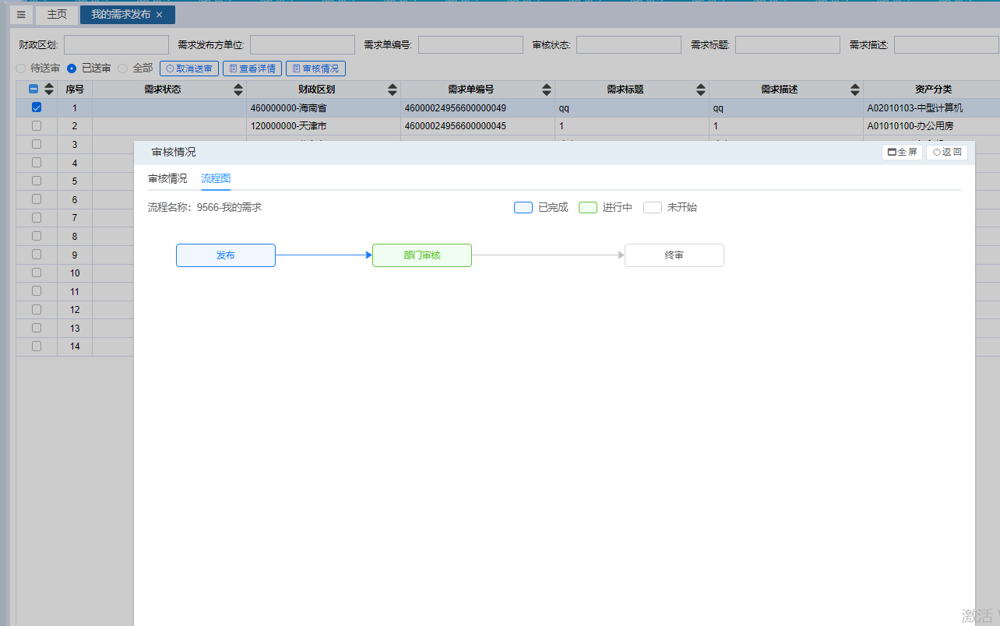 主页 我的需求发布 ×
财政区划: 需求发布方单位: 需求单编号: 审核状态: 需求标题: 需求描述:
待送审 已送审 全部 取消送审 查看详情 审核情况
序号 需求状态 财政区划 需求单编号 需求标题 需求描述 资产分类
1 460000000-海南省 46000024956600000049 qq qq A02010103-中型计算机
2 120000000-天津市 46000024956600000045 1 1 A01010100-办公用房
3
审核情况 全屏 返回
4
审核情况 流程图
5
6
流程名称: 9566-我的需求 已完成 进行中 未开始
7
8
9
发布 部门审核 终审
10
11
12
13
14
激活